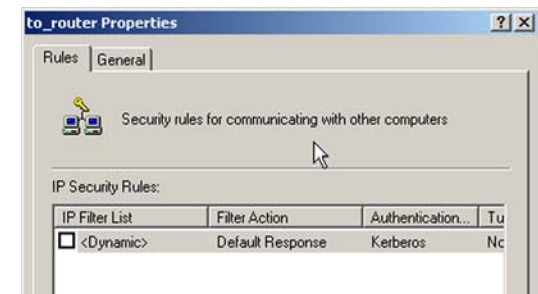 to_router Properties
Rules General
Security rules for communicating with other computers
IP Security Rules:
IP Filter List Filter Action Authentication... Tu
<Dynamic> Default Response Kerberos Nc